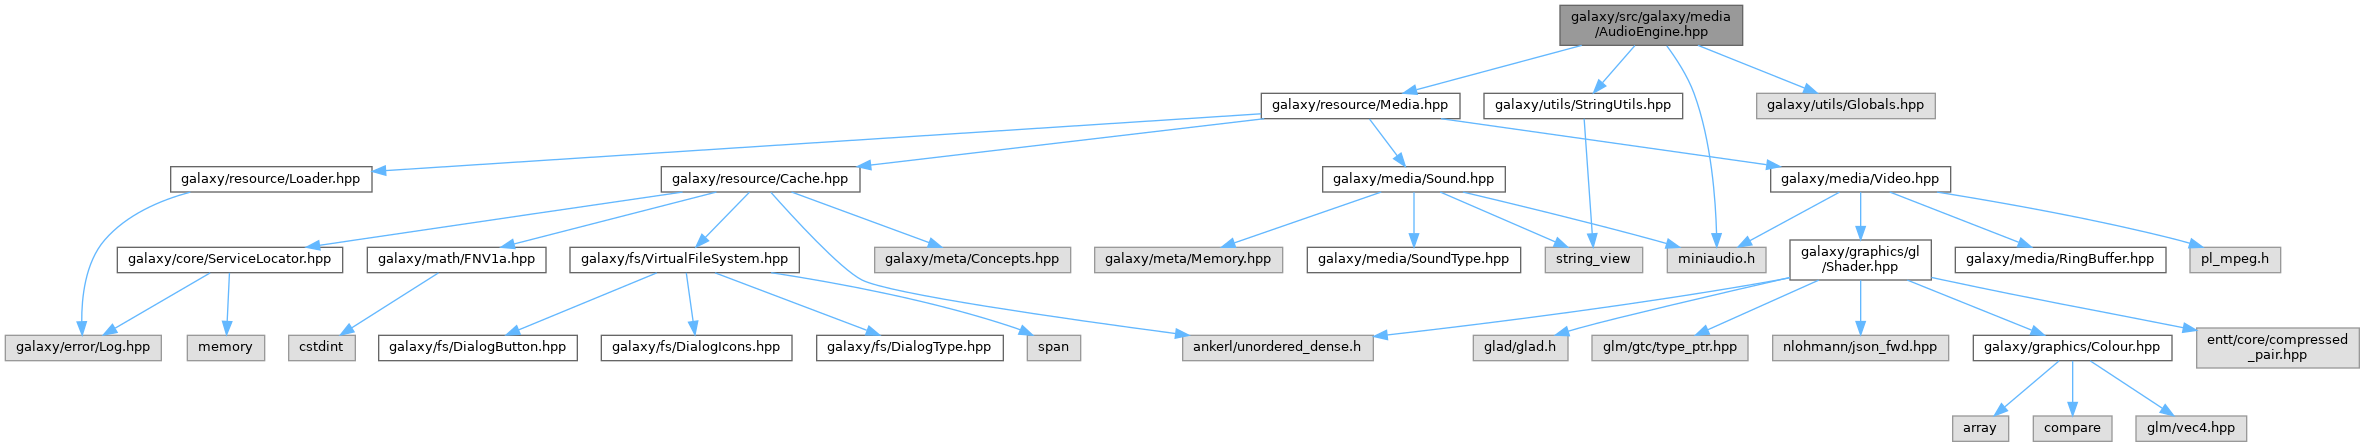 galaxy/src/galaxy/media
/AudioEngine.hpp
galaxy/resource/Media.hpp
galaxy/utils/StringUtils.hpp
galaxy/utils/Globals.hpp
galaxy/resource/Loader.hpp
galaxy/resource/Cache.hpp
galaxy/media/Sound.hpp
galaxy/media/Video.hpp
galaxy/core/ServiceLocator.hpp
galaxy/math/FNV1a.hpp
galaxy/fs/VirtualFileSystem.hpp
galaxy/meta/Concepts.hpp
galaxy/meta/Memory.hpp
galaxy/media/SoundType.hpp
string_view
miniaudio.h
galaxy/graphics/gl
/Shader.hpp
galaxy/media/RingBuffer.hpp
pl_mpeg.h
galaxy/error/Log.hpp
memory
cstdint
galaxy/fs/DialogButton.hpp
galaxy/fs/DialogIcons.hpp
galaxy/fs/DialogType.hpp
span
ankerl/unordered_dense.h
glad/glad.h
glm/gtc/type_ptr.hpp
nlohmann/json_fwd.hpp
galaxy/graphics/Colour.hpp
entt/core/compressed
_pair.hpp
array
compare
glm/vec4.hpp